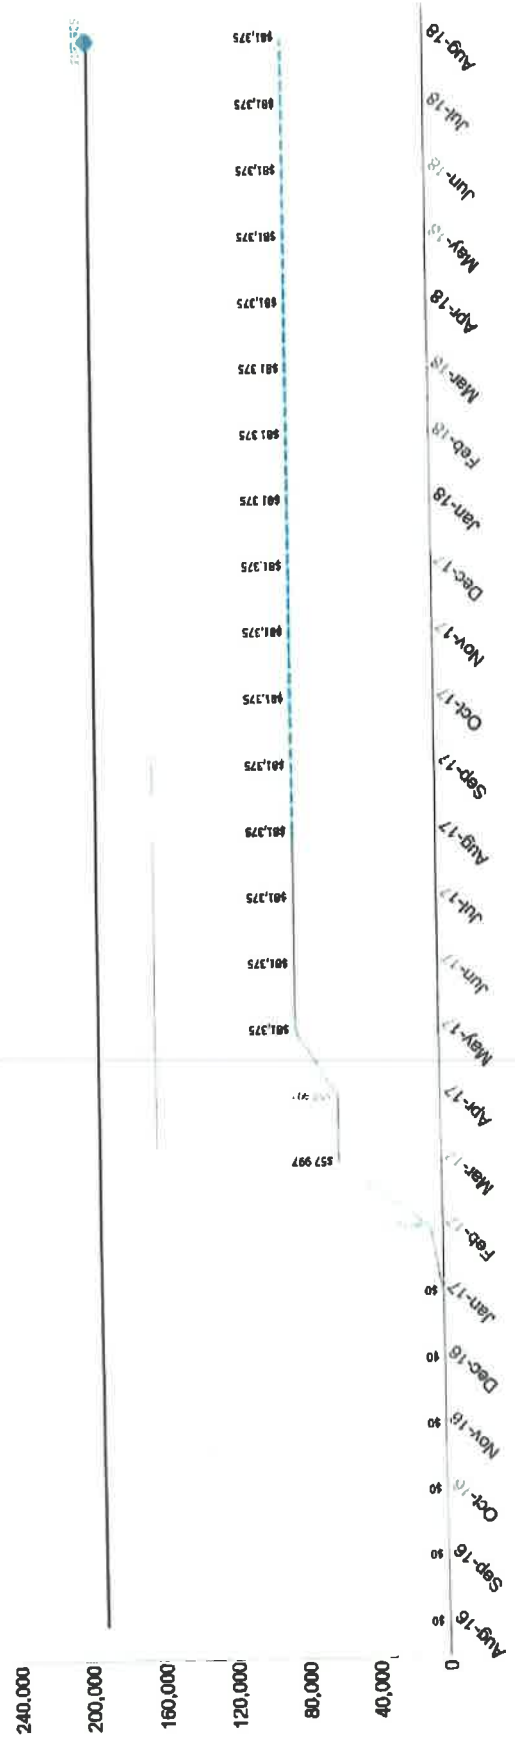 240.000
200,000
160,000
120,000
80,000
40,000
0
$0
$0
$0
$0
$0
$0
$57 997
$81,375
$81,375
$81,375
$81,375
$81,375
$81,375
$81,375
$81,375
$81 375
$81 375
$81 375
$81,375
$81,375
$81,375
$81,375
$81,375
Aug-16
Sep-16
Oct-16
Nov-16
Dec-16
Jan-17
Feb-17
Mar-17
Apr-17
May-17
Jun-17
Jul-17
Aug-17
Sep-17
Oct-17
Nov-17
Dec-17
Jan-18
Feb-18
Mar-18
Apr-18
May-18
Jun-18
Jul-18
Aug-18